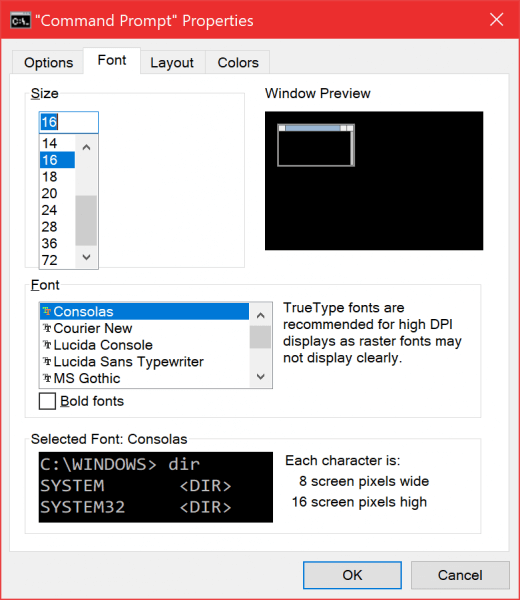 "Command Prompt" Properties
Options Font Layout Colors
Size
Window Preview
16
14
16
18
20
24
28
36
72
Font
Consolas
Courier New
Lucida Console
Lucida Sans Typewriter
MS Gothic
TrueType fonts are
recommended for high DPI
displays as raster fonts may
not display clearly.
Bold fonts
Selected Font: Consolas
C:\WINDOWS> dir
SYSTEM <DIR>
SYSTEM32 <DIR>
Each character is:
8 screen pixels wide
16 screen pixels high
OK Cancel